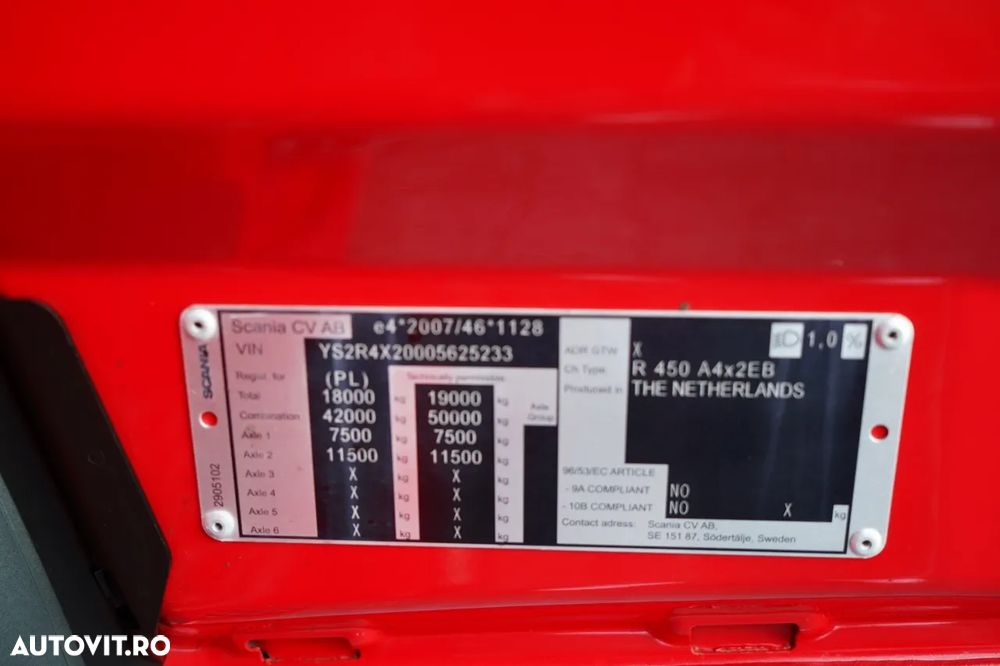 Scania CV AB e4*2007/46*1128 1,0 %
VIN YS2R4X20005625233 ADR GTW X
Regist. for (PL) Technically permissible Ch Type R 450 A4x2EB
Produced in THE NETHERLANDS
Total 18000 kg 19000 kg
Combination 42000 kg 50000 kg Axle Group
Axle 1 7500 kg 7500 kg
Axle 2 11500 kg 11500 kg
Axle 3 X kg X kg 96/53/EC ARTICLE
Axle 4 X kg X kg - 9A COMPLIANT NO
Axle 5 X kg X kg - 10B COMPLIANT NO X kg
Axle 6 X kg X kg Contact adress: Scania CV AB,
SE 151 87, Södertälje, Sweden
SCANIA
2905102
AUTOVIT.RO